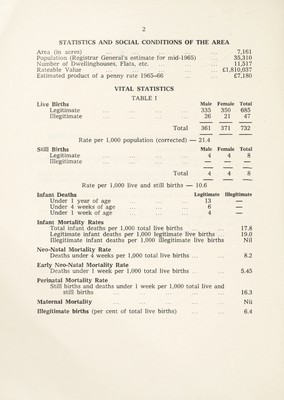 2
STATISTICS AND SOCIAL CONDITIONS OF THE AREA
Area (in acres) ... 7,161
Population (Registrar General's estimate for mid-1965) ... 35,310
Number of Dwellinghouses, Flats, etc. ... 11,517
Rateable Value ... £1,810,037
Estimated product of a penny rate 1965-66 ... £7,180
VITAL STATISTICS
TABLE I
Live Births Male Female Total
Legitimate 335 350 685
Illegitimate 26 21 47
Total 361 371 732
Rate per 1,000 population (corrected) — 21.4
Still Births Male Female Total
Legitimate 4 4 8
Illegitimate — — —
Total 4 4 8
Rate per 1,000 live and still births — 10.6
Infant Deaths Legitimate Illegitimate
Under 1 year of age ... 13 —
Under 4 weeks of age ... 6 —
Under 1 week of age ... 4 —
Infant Mortality Rates
Total infant deaths per 1,000 total live births ... 17.8
Legitimate infant deaths per 1,000 legitimate live births ... 19.0
Illegitimate infant deaths per 1,000 illegitimate live births Nil
Neo-Natal Mortality Rate
Deaths under 4 weeks per 1,000 total live births ... 8.2
Early Neo-Natal Mortality Rate
Deaths under 1 week per 1,000 total live births ... 5.45
Perinatal Mortality Rate
Still births and deaths under 1 week per 1,000 total live and
still births ... 16.3
Maternal Mortality ... Nil
Illegitimate births (per cent of total live births) ... 6.4